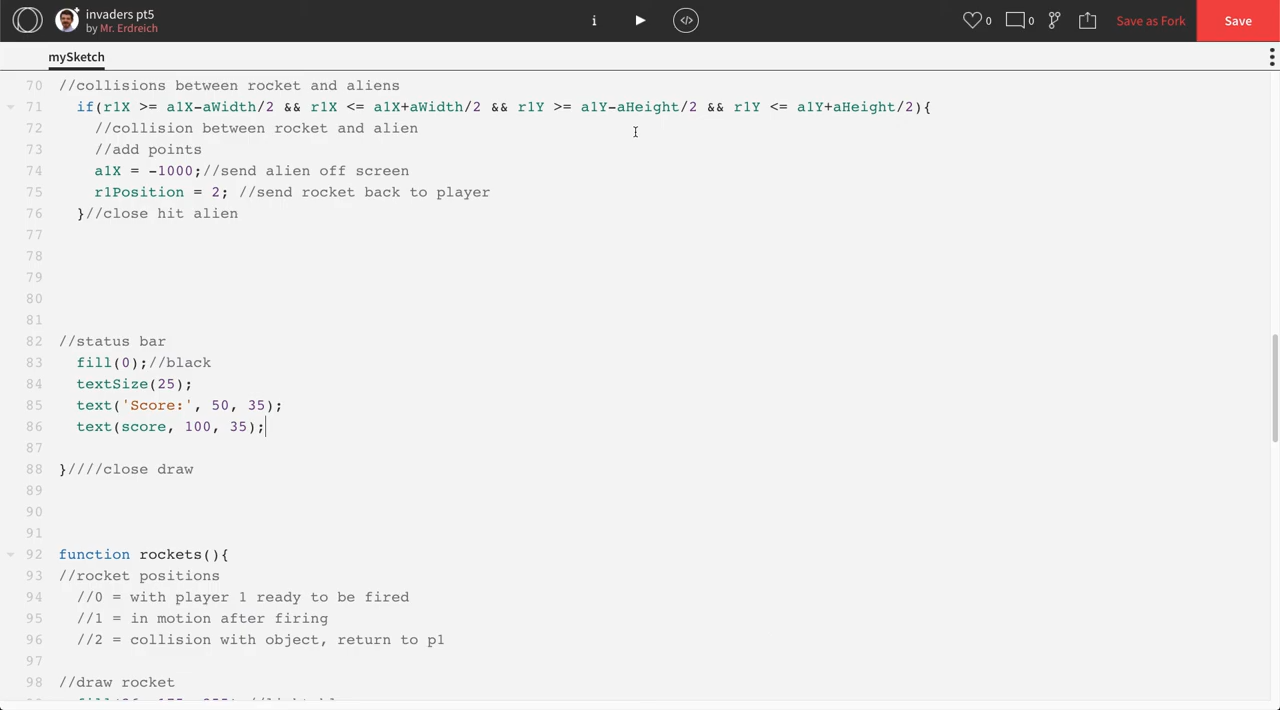 invaders pt5
by Mr. Erdreich
i
</>
0
0
Save as Fork
Save
mySketch
70 //collisions between rocket and aliens
71 if(r1X >= a1X-aWidth/2 && r1X <= a1X+aWidth/2 && r1Y >= a1Y-aHeight/2 && r1Y <= a1Y+aHeight/2){
72 //collision between rocket and alien
73 //add points
74 a1X = -1000;//send alien off screen
75 r1Position = 2; //send rocket back to player
76 }//close hit alien
77
78
79
80
81
82 //status bar
83 fill(0);//black
84 textSize(25);
85 text('Score:', 50, 35);
86 text(score, 100, 35);
87
88 }////close draw
89
90
91
92 function rockets(){
93 //rocket positions
94 //0 = with player 1 ready to be fired
95 //1 = in motion after firing
96 //2 = collision with object, return to p1
97
98 //draw rocket